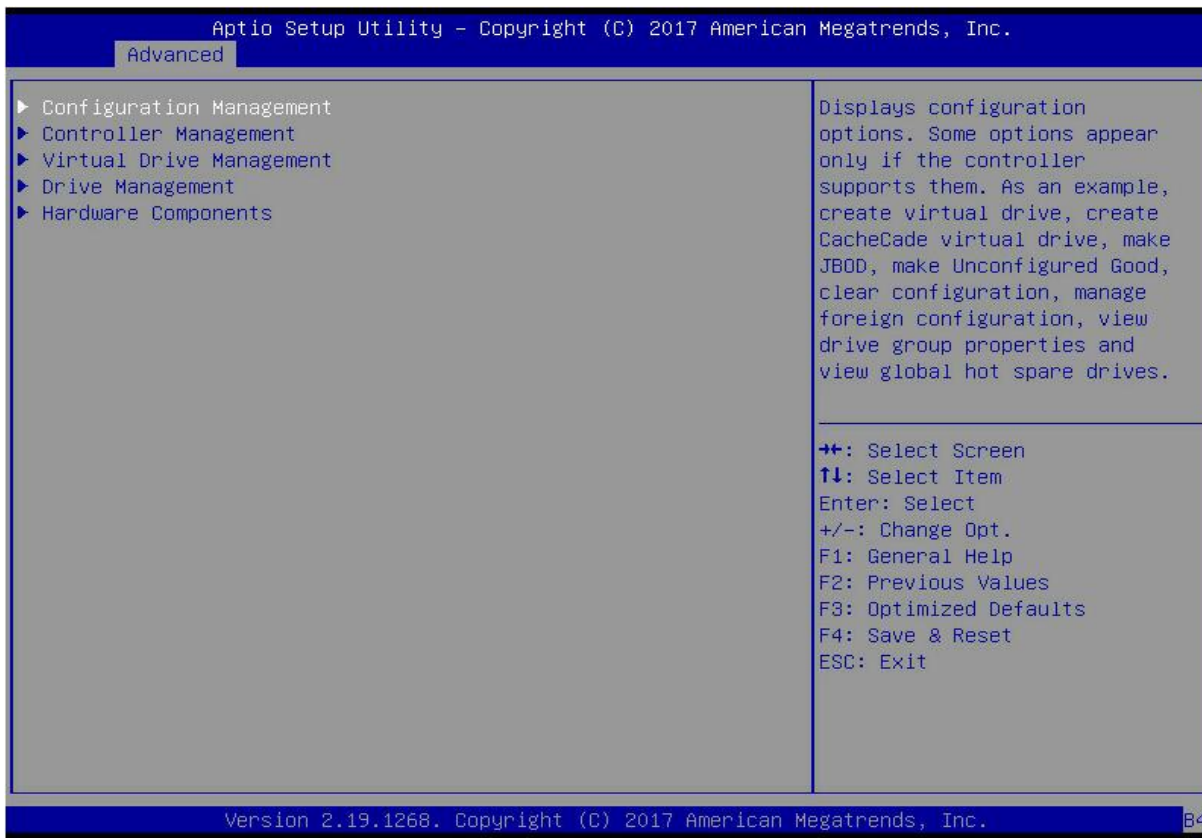 Aptio Setup Utility – Copyright (C) 2017 American Megatrends, Inc.
Advanced
Configuration Management
Controller Management
Virtual Drive Management
Drive Management
Hardware Components
Displays configuration
options. Some options appear
only if the controller
supports them. As an example,
create virtual drive, create
CacheCade virtual drive, make
JBOD, make Unconfigured Good,
clear configuration, manage
foreign configuration, view
drive group properties and
view global hot spare drives.
→←: Select Screen
↑↓: Select Item
Enter: Select
+/-: Change Opt.
F1: General Help
F2: Previous Values
F3: Optimized Defaults
F4: Save & Reset
ESC: Exit
Version 2.19.1268. Copyright (C) 2017 American Megatrends, Inc.